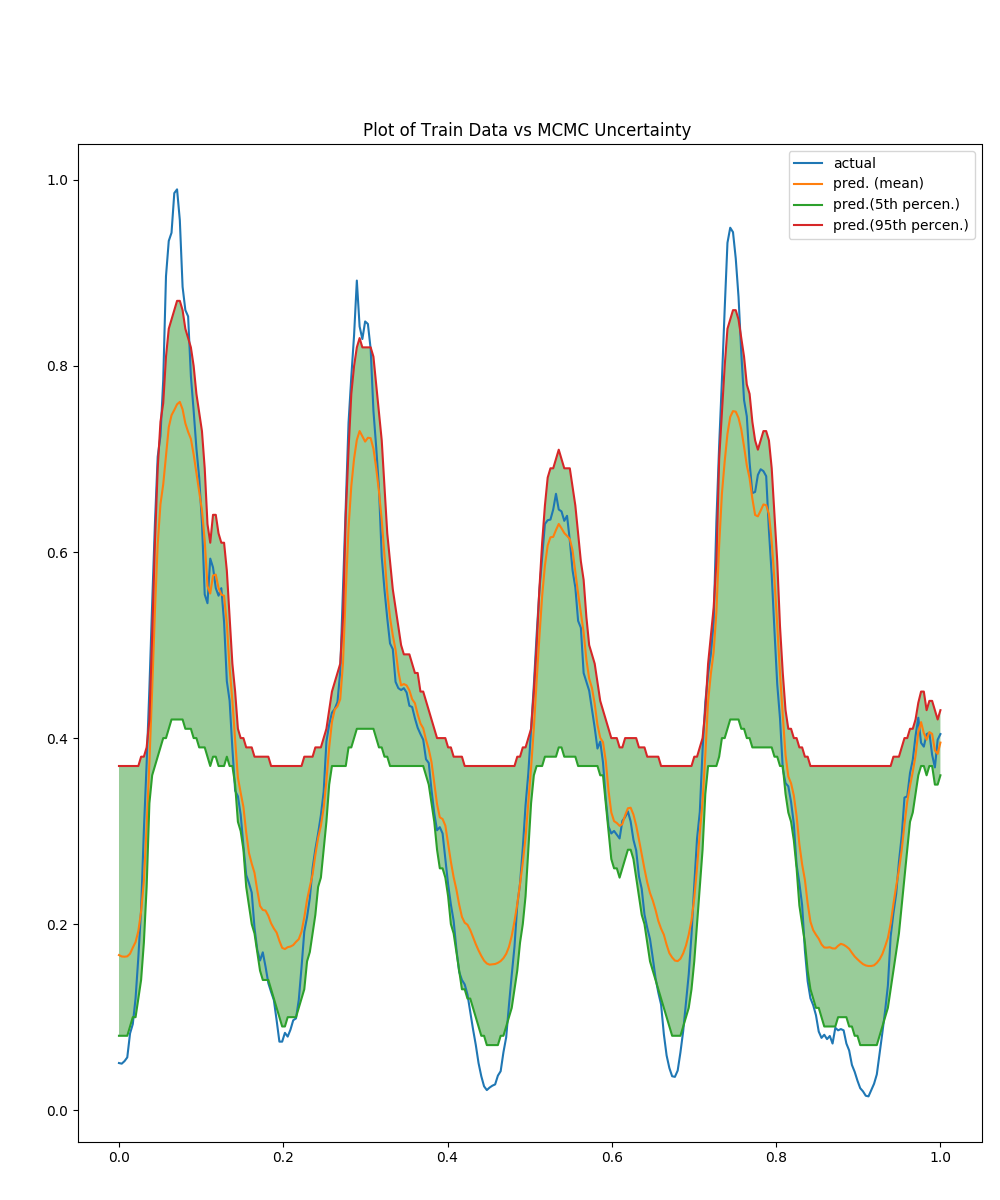 Plot of Train Data vs MCMC Uncertainty
actual
pred. (mean)
pred.(5th percen.)
pred.(95th percen.)
1.0
0.8
0.6
0.4
0.2
0.0
0.0 0.2 0.4 0.6 0.8 1.0